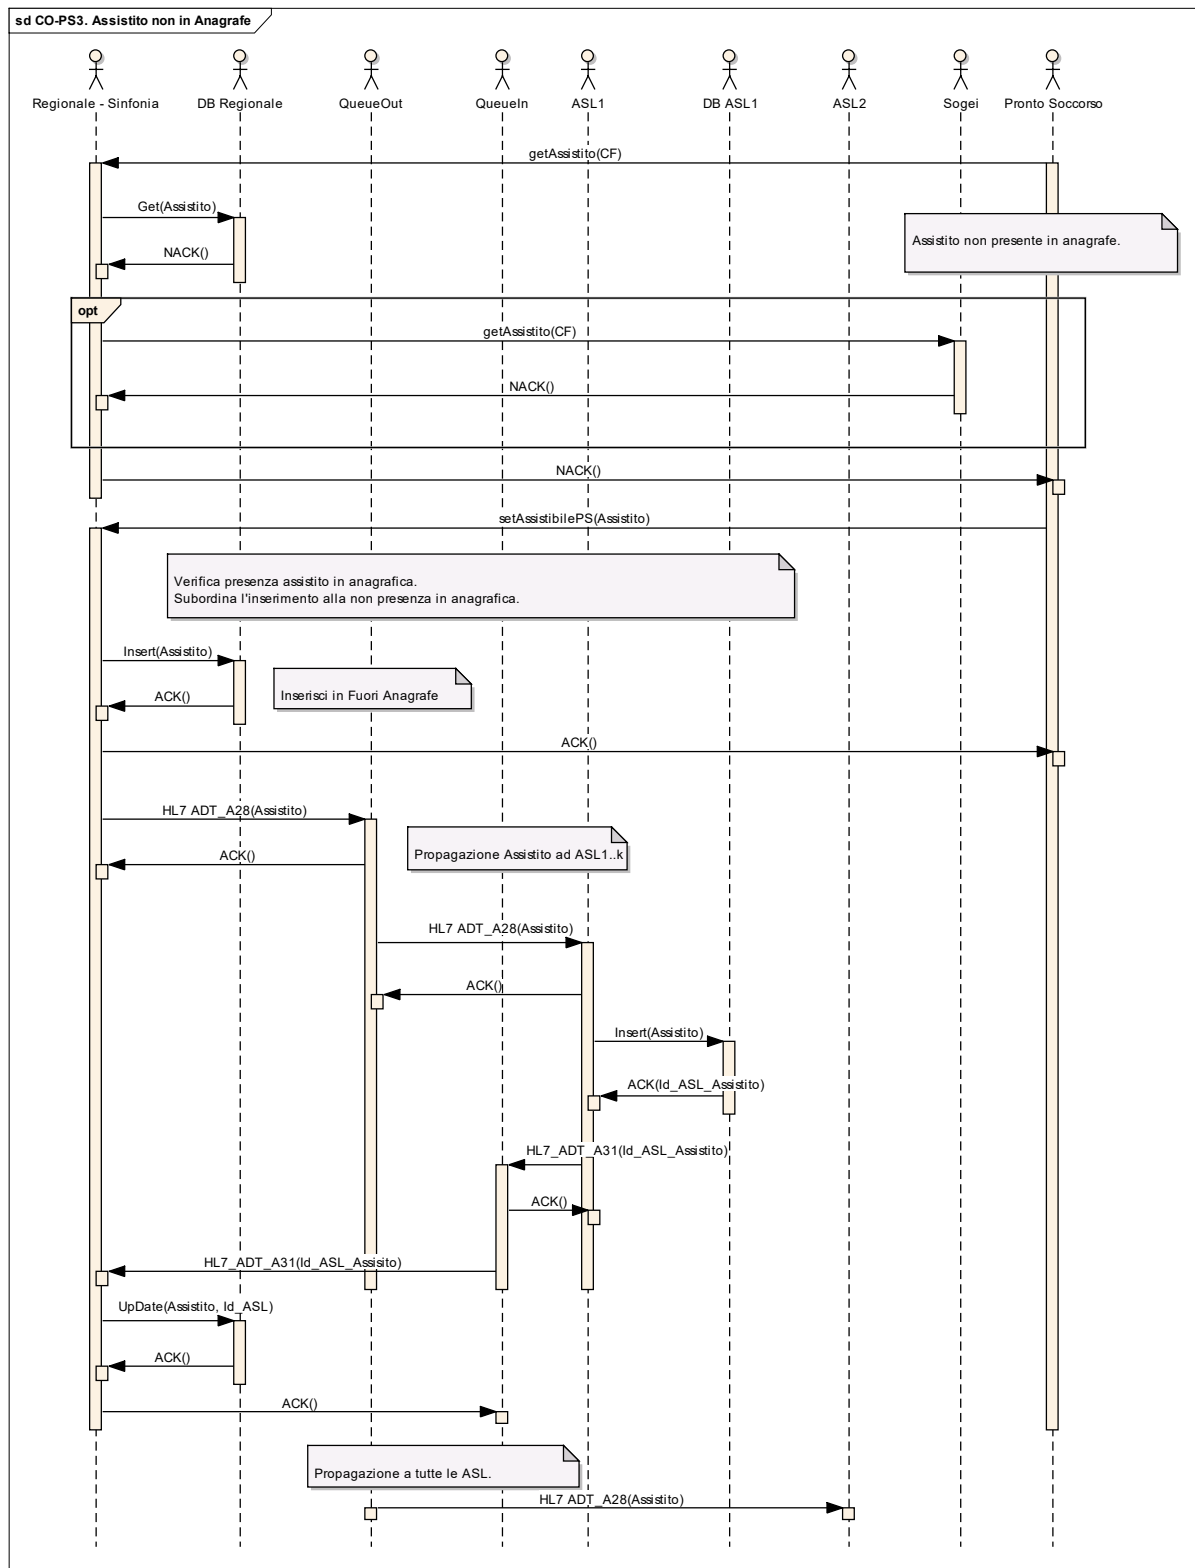 sd CO-PS3. Assistito non in Anagrafe
Regionale - Sinfonia
DB Regionale
QueueOut
QueueIn
ASL1
DB ASL1
ASL2
Sogei
Pronto Soccorso
getAssistito(CF)
Get(Assistito)
Assistito non presente in anagrafe.
NACK()
opt
getAssistito(CF)
NACK()
NACK()
setAssistibilePS(Assistito)
Verifica presenza assistito in anagrafica.
Subordina l'inserimento alla non presenza in anagrafica.
Insert(Assistito)
Inserisci in Fuori Anagrafe
ACK()
ACK()
HL7 ADT_A28(Assistito)
Propagazione Assistito ad ASL1..k
ACK()
HL7 ADT_A28(Assistito)
ACK()
Insert(Assistito)
ACK(Id_ASL_Assistito)
HL7_ADT_A31(Id_ASL_Assistito)
ACK()
HL7_ADT_A31(Id_ASL_Assisito)
UpDate(Assistito, Id_ASL)
ACK()
ACK()
Propagazione a tutte le ASL.
HL7 ADT_A28(Assistito)